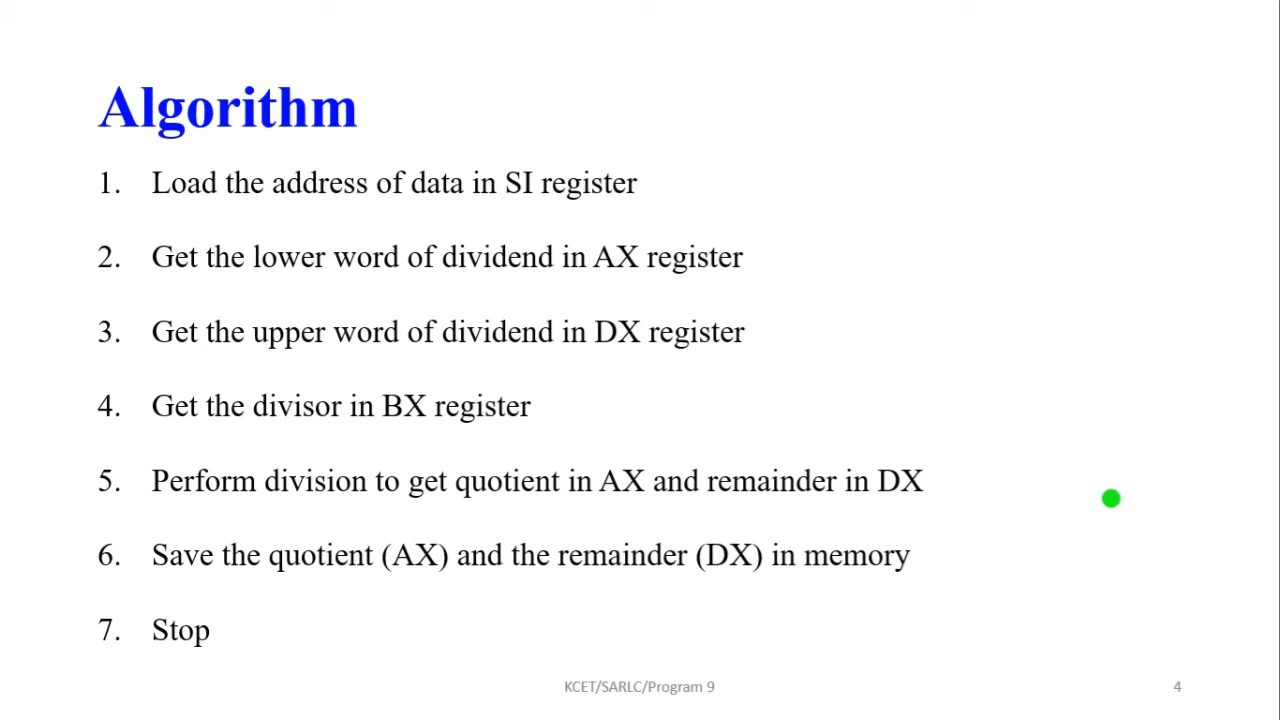 Algorithm
1. Load the address of data in SI register
2. Get the lower word of dividend in AX register
3. Get the upper word of dividend in DX register
4. Get the divisor in BX register
5. Perform division to get quotient in AX and remainder in DX
6. Save the quotient (AX) and the remainder (DX) in memory
7. Stop
KCET/SARLC/Program 9
4